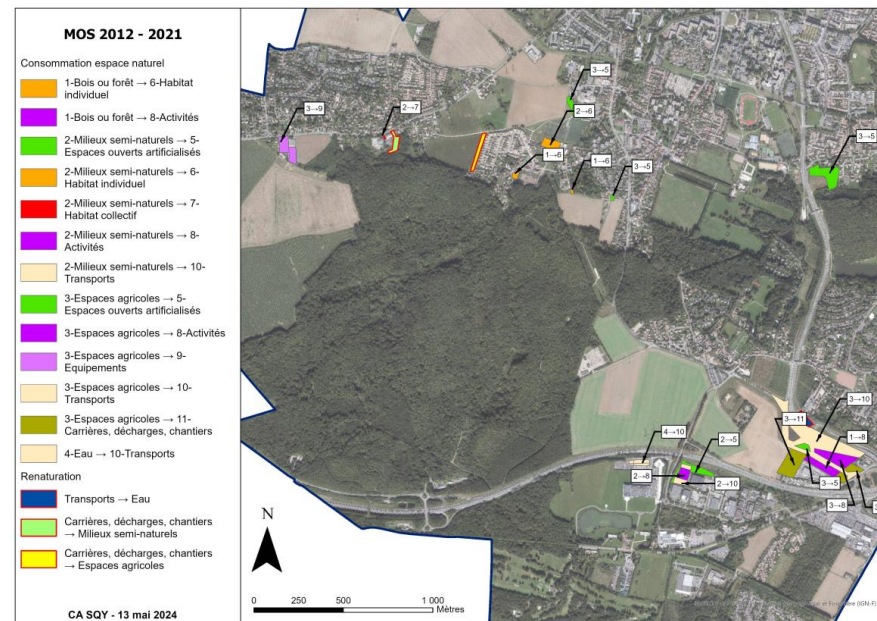 MOS 2012 - 2021
Consommation espace naturel
1-Bois ou forêt → 6-Habitat
individuel
1-Bois ou forêt → 8-Activités
2-Milieux semi-naturels → 5-
Espaces ouverts artificialisés
2-Milieux semi-naturels → 6-
Habitat individuel
2-Milieux semi-naturels → 7-
Habitat collectif
2-Milieux semi-naturels → 8-
Activités
2-Milieux semi-naturels → 10-
Transports
3-Espaces agricoles → 5-
Espaces ouverts artificialisés
3-Espaces agricoles → 8-Activités
3-Espaces agricoles → 9-
Equipements
3-Espaces agricoles → 10-
Transports
3-Espaces agricoles → 11-
Carrières, décharges, chantiers
4-Eau → 10-Transports
Renaturation
Transports → Eau
Carrières, décharges, chantiers
→ Milieux semi-naturels
Carrières, décharges, chantiers
→ Espaces agricoles
CA SQY - 13 mai 2024
3→5
3→9
2→7
2→6
1→6
1→6
3→5
3→5
3→10
3→11
1→8
4→10
2→5
2→8
2→10
3→5
3→8
N
0 250 500 1 000
Mètres
(IGN-F)